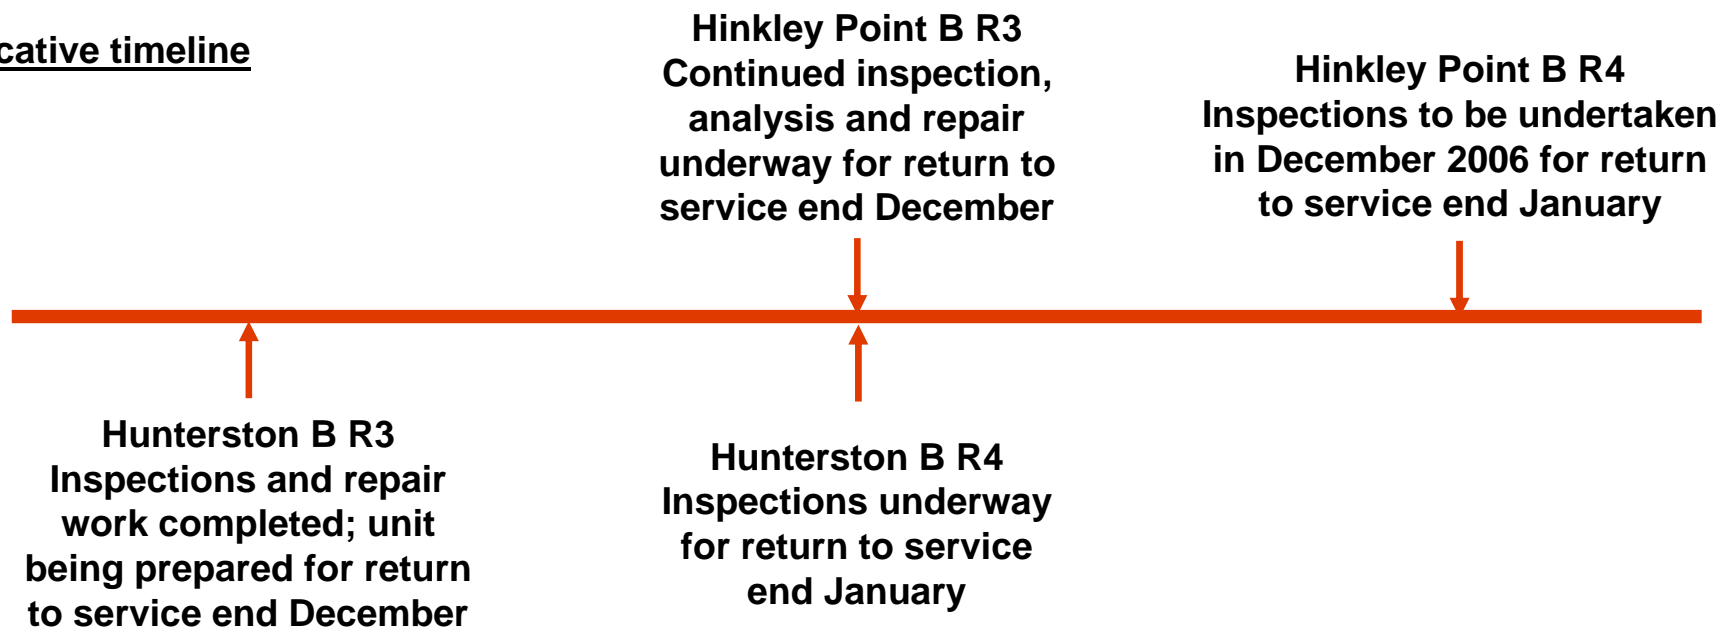 cative timeline
Hinkley Point B R3
Continued inspection,
analysis and repair
underway for return to
service end December
Hinkley Point B R4
Inspections to be undertaken
in December 2006 for return
to service end January
Hunterston B R3
Inspections and repair
work completed; unit
being prepared for return
to service end December
Hunterston B R4
Inspections underway
for return to service
end January